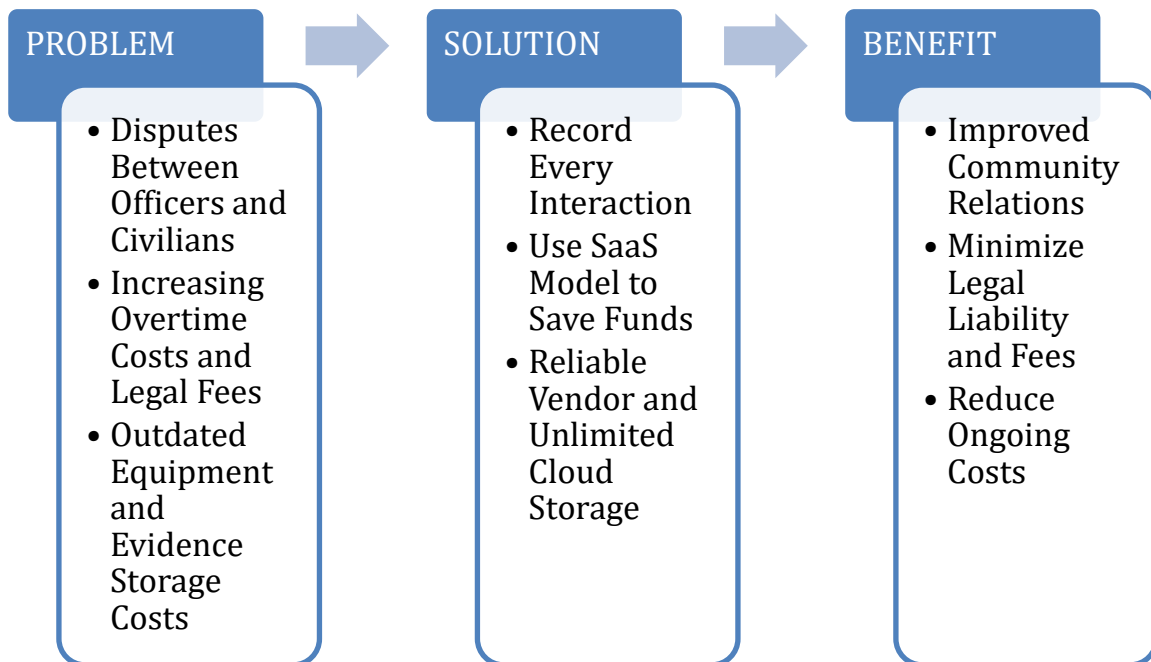 PROBLEM
• Disputes
Between
Officers and
Civilians
• Increasing
Overtime
Costs and
Legal Fees
• Outdated
Equipment
and
Evidence
Storage
Costs
SOLUTION
• Record
Every
Interaction
• Use SaaS
Model to
Save Funds
• Reliable
Vendor and
Unlimited
Cloud
Storage
BENEFIT
• Improved
Community
Relations
• Minimize
Legal
Liability
and Fees
• Reduce
Ongoing
Costs